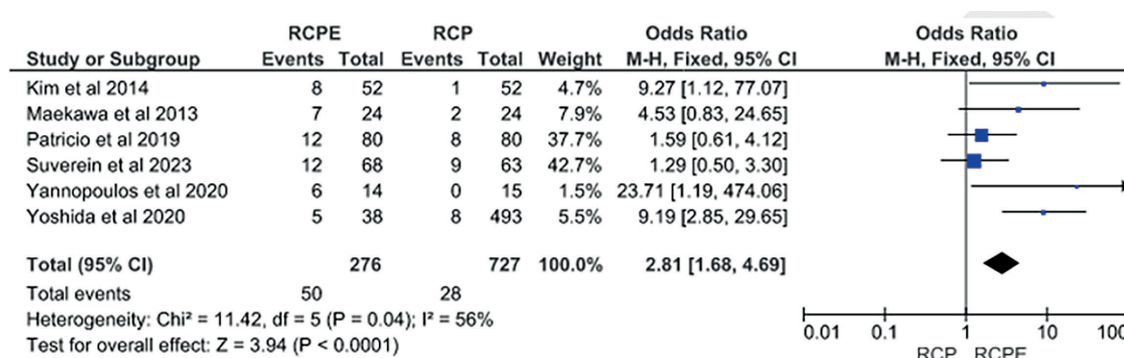 RCPE RCP Odds Ratio Odds Ratio
Study or Subgroup Events Total Events Total Weight M-H, Fixed, 95% CI M-H, Fixed, 95% CI
Kim et al 2014 8 52 1 52 4.7% 9.27 [1.12, 77.07]
Maekawa et al 2013 7 24 2 24 7.9% 4.53 [0.83, 24.65]
Patricio et al 2019 12 80 8 80 37.7% 1.59 [0.61, 4.12]
Suverein et al 2023 12 68 9 63 42.7% 1.29 [0.50, 3.30]
Yannopoulos et al 2020 6 14 0 15 1.5% 23.71 [1.19, 474.06]
Yoshida et al 2020 5 38 8 493 5.5% 9.19 [2.85, 29.65]
Total (95% CI) 276 727 100.0% 2.81 [1.68, 4.69]
Total events 50 28
Heterogeneity: Chi² = 11.42, df = 5 (P = 0.04); I² = 56%
Test for overall effect: Z = 3.94 (P < 0.0001)
0.01 0.1 1 10 100
RCP RCPE